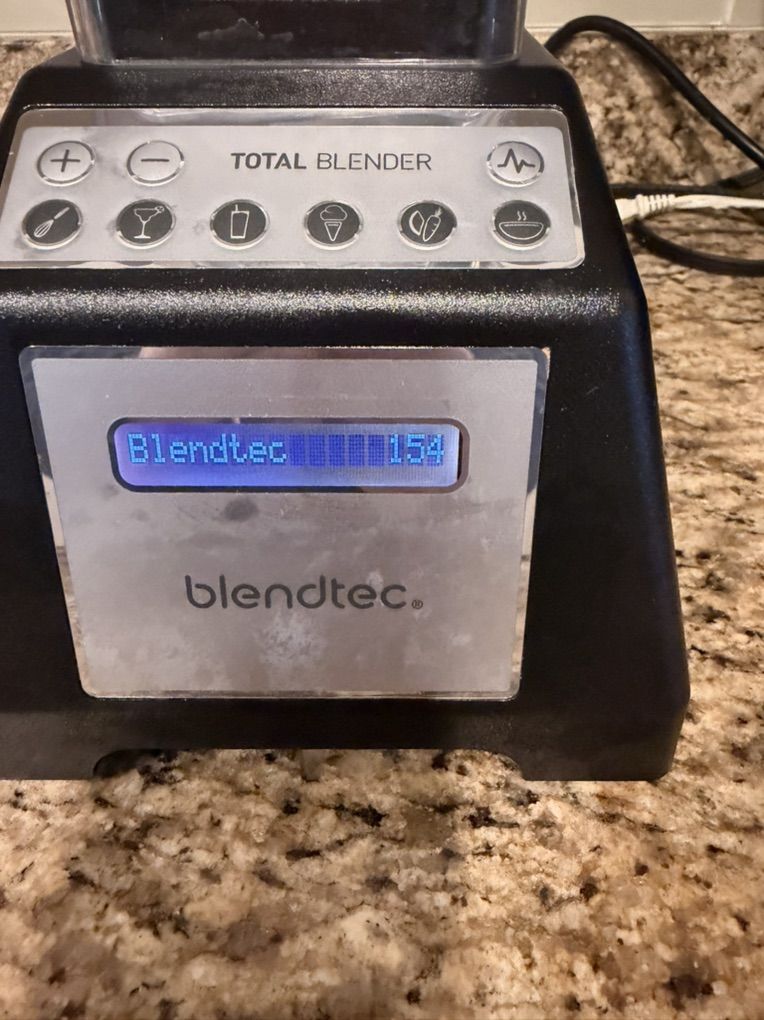 + − TOTAL BLENDER
Blendtec 154
blendtec®